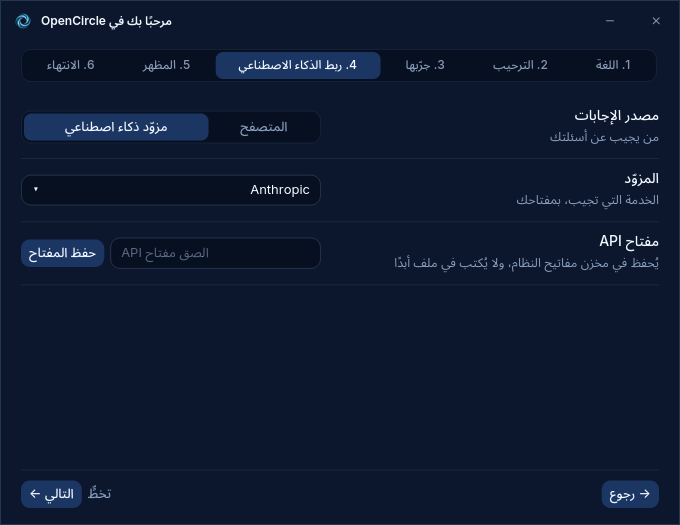 مرحبًا بك في OpenCircle
1. اللغة
2. الترحيب
3. جرّبها
4. ربط الذكاء الاصطناعي
5. المظهر
6. الانتهاء
مصدر الإجابات
من يجيب عن أسئلتك
المتصفح
مزوّد ذكاء اصطناعي
المزوّد
الخدمة التي تجيب، بمفتاحك
Anthropic
مفتاح API
يُحفظ في مخزن مفاتيح النظام، ولا يُكتب في ملف أبدًا
الصق مفتاح API
حفظ المفتاح
→ رجوع
تخطٍّ
التالي ←